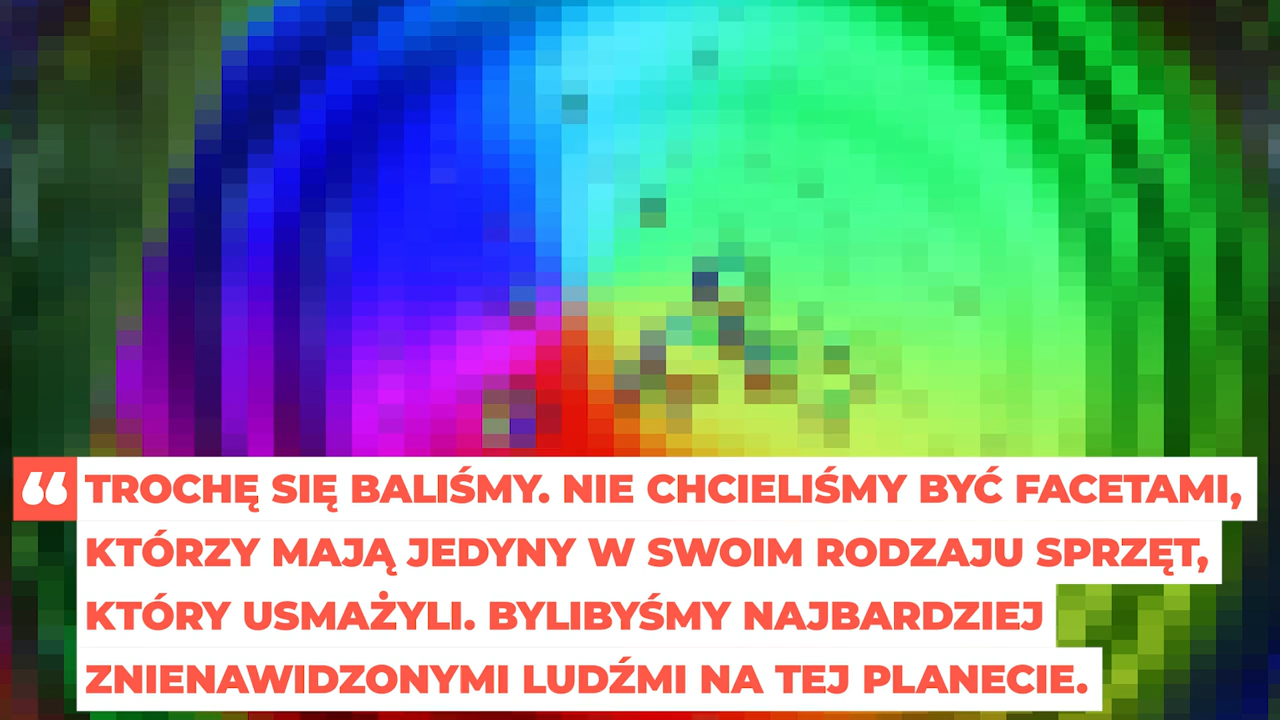 “ TROCHĘ SIĘ BALIŚMY. NIE CHCIELIŚMY BYĆ FACETAMI,
KTÓRZY MAJĄ JEDYNY W SWOIM RODZAJU SPRZĘT,
KTÓRY USMAŻYLI. BYLIBYŚMY NAJBARDZIEJ
ZNIENAWIDZONYMI LUDŹMI NA TEJ PLANECIE.